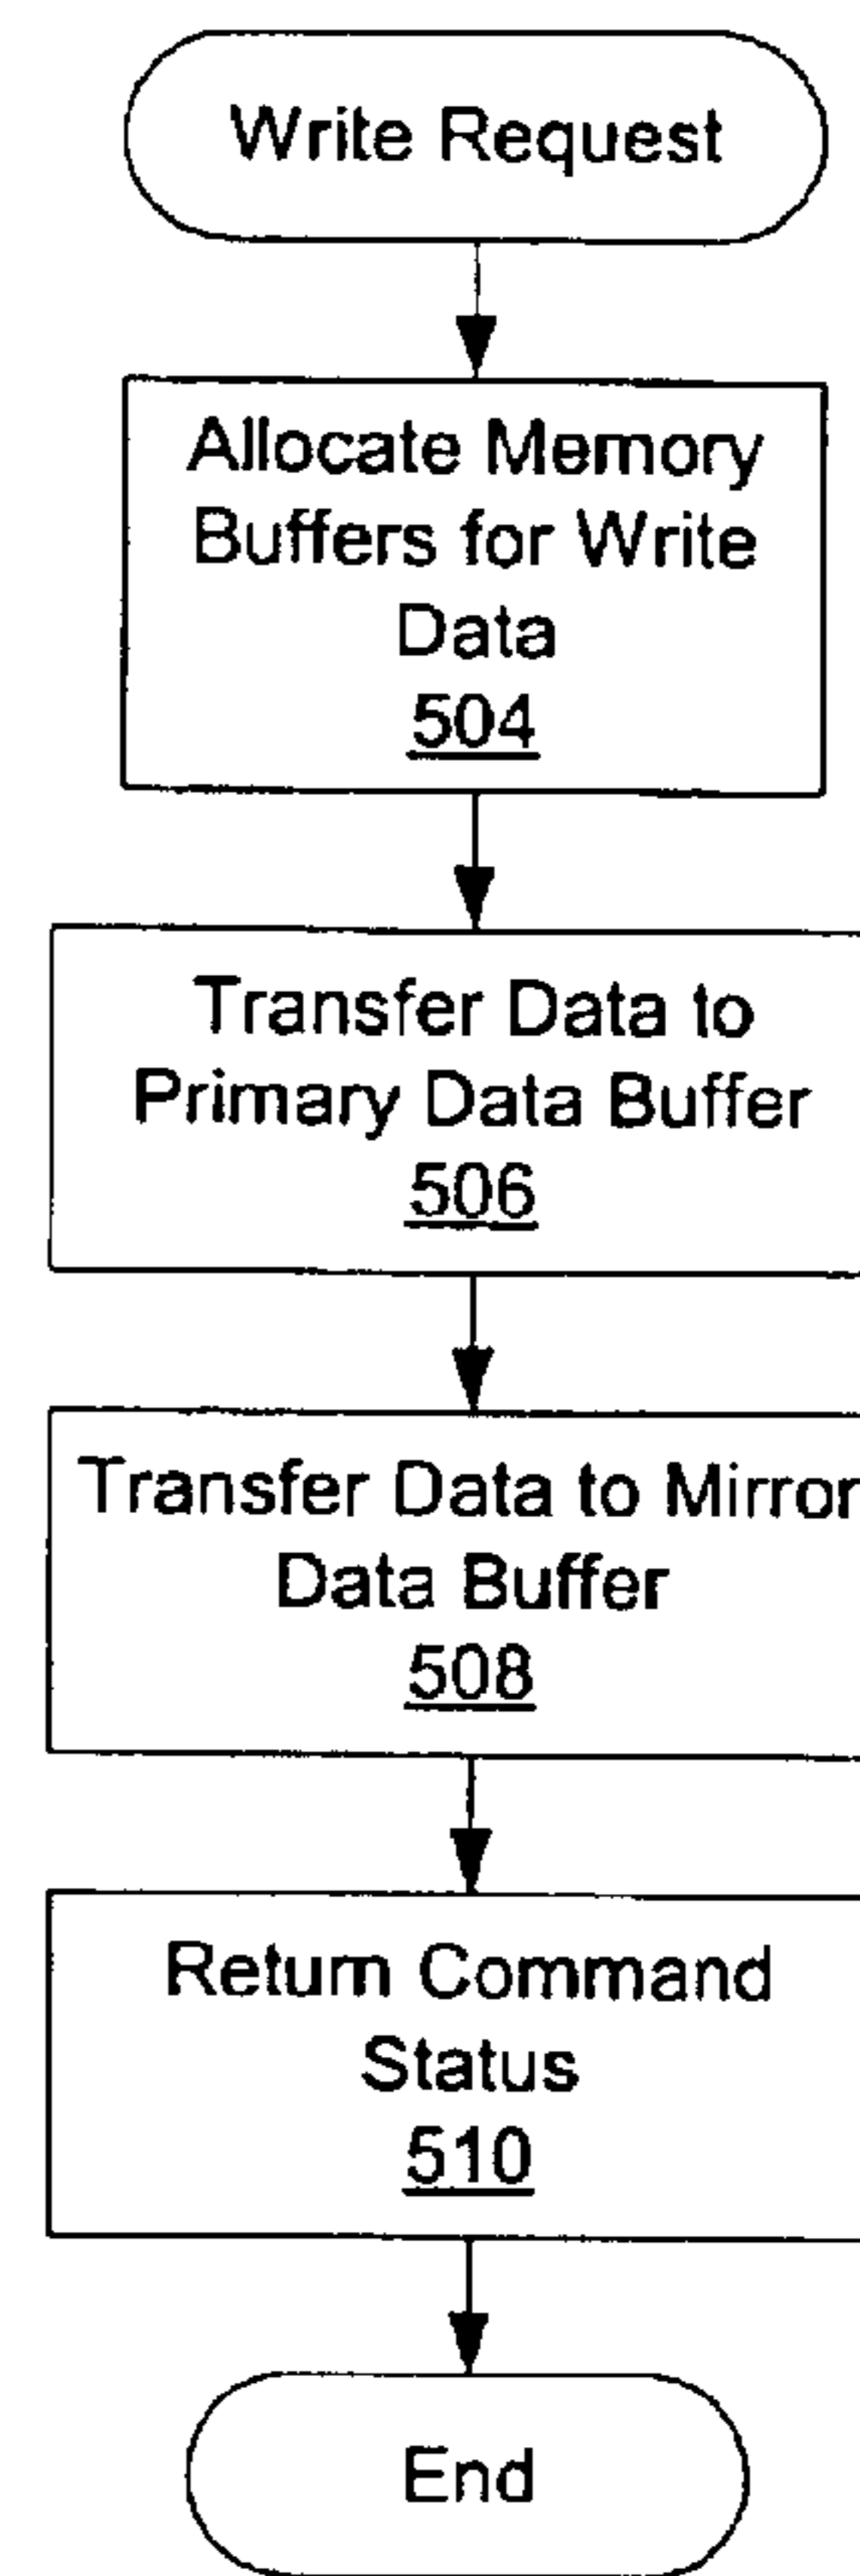 Write Request
Allocate Memory
Buffers for Write
Data
504
Transfer Data to
Primary Data Buffer
506
Transfer Data to Mirror
Data Buffer
508
Return Command
Status
510
End